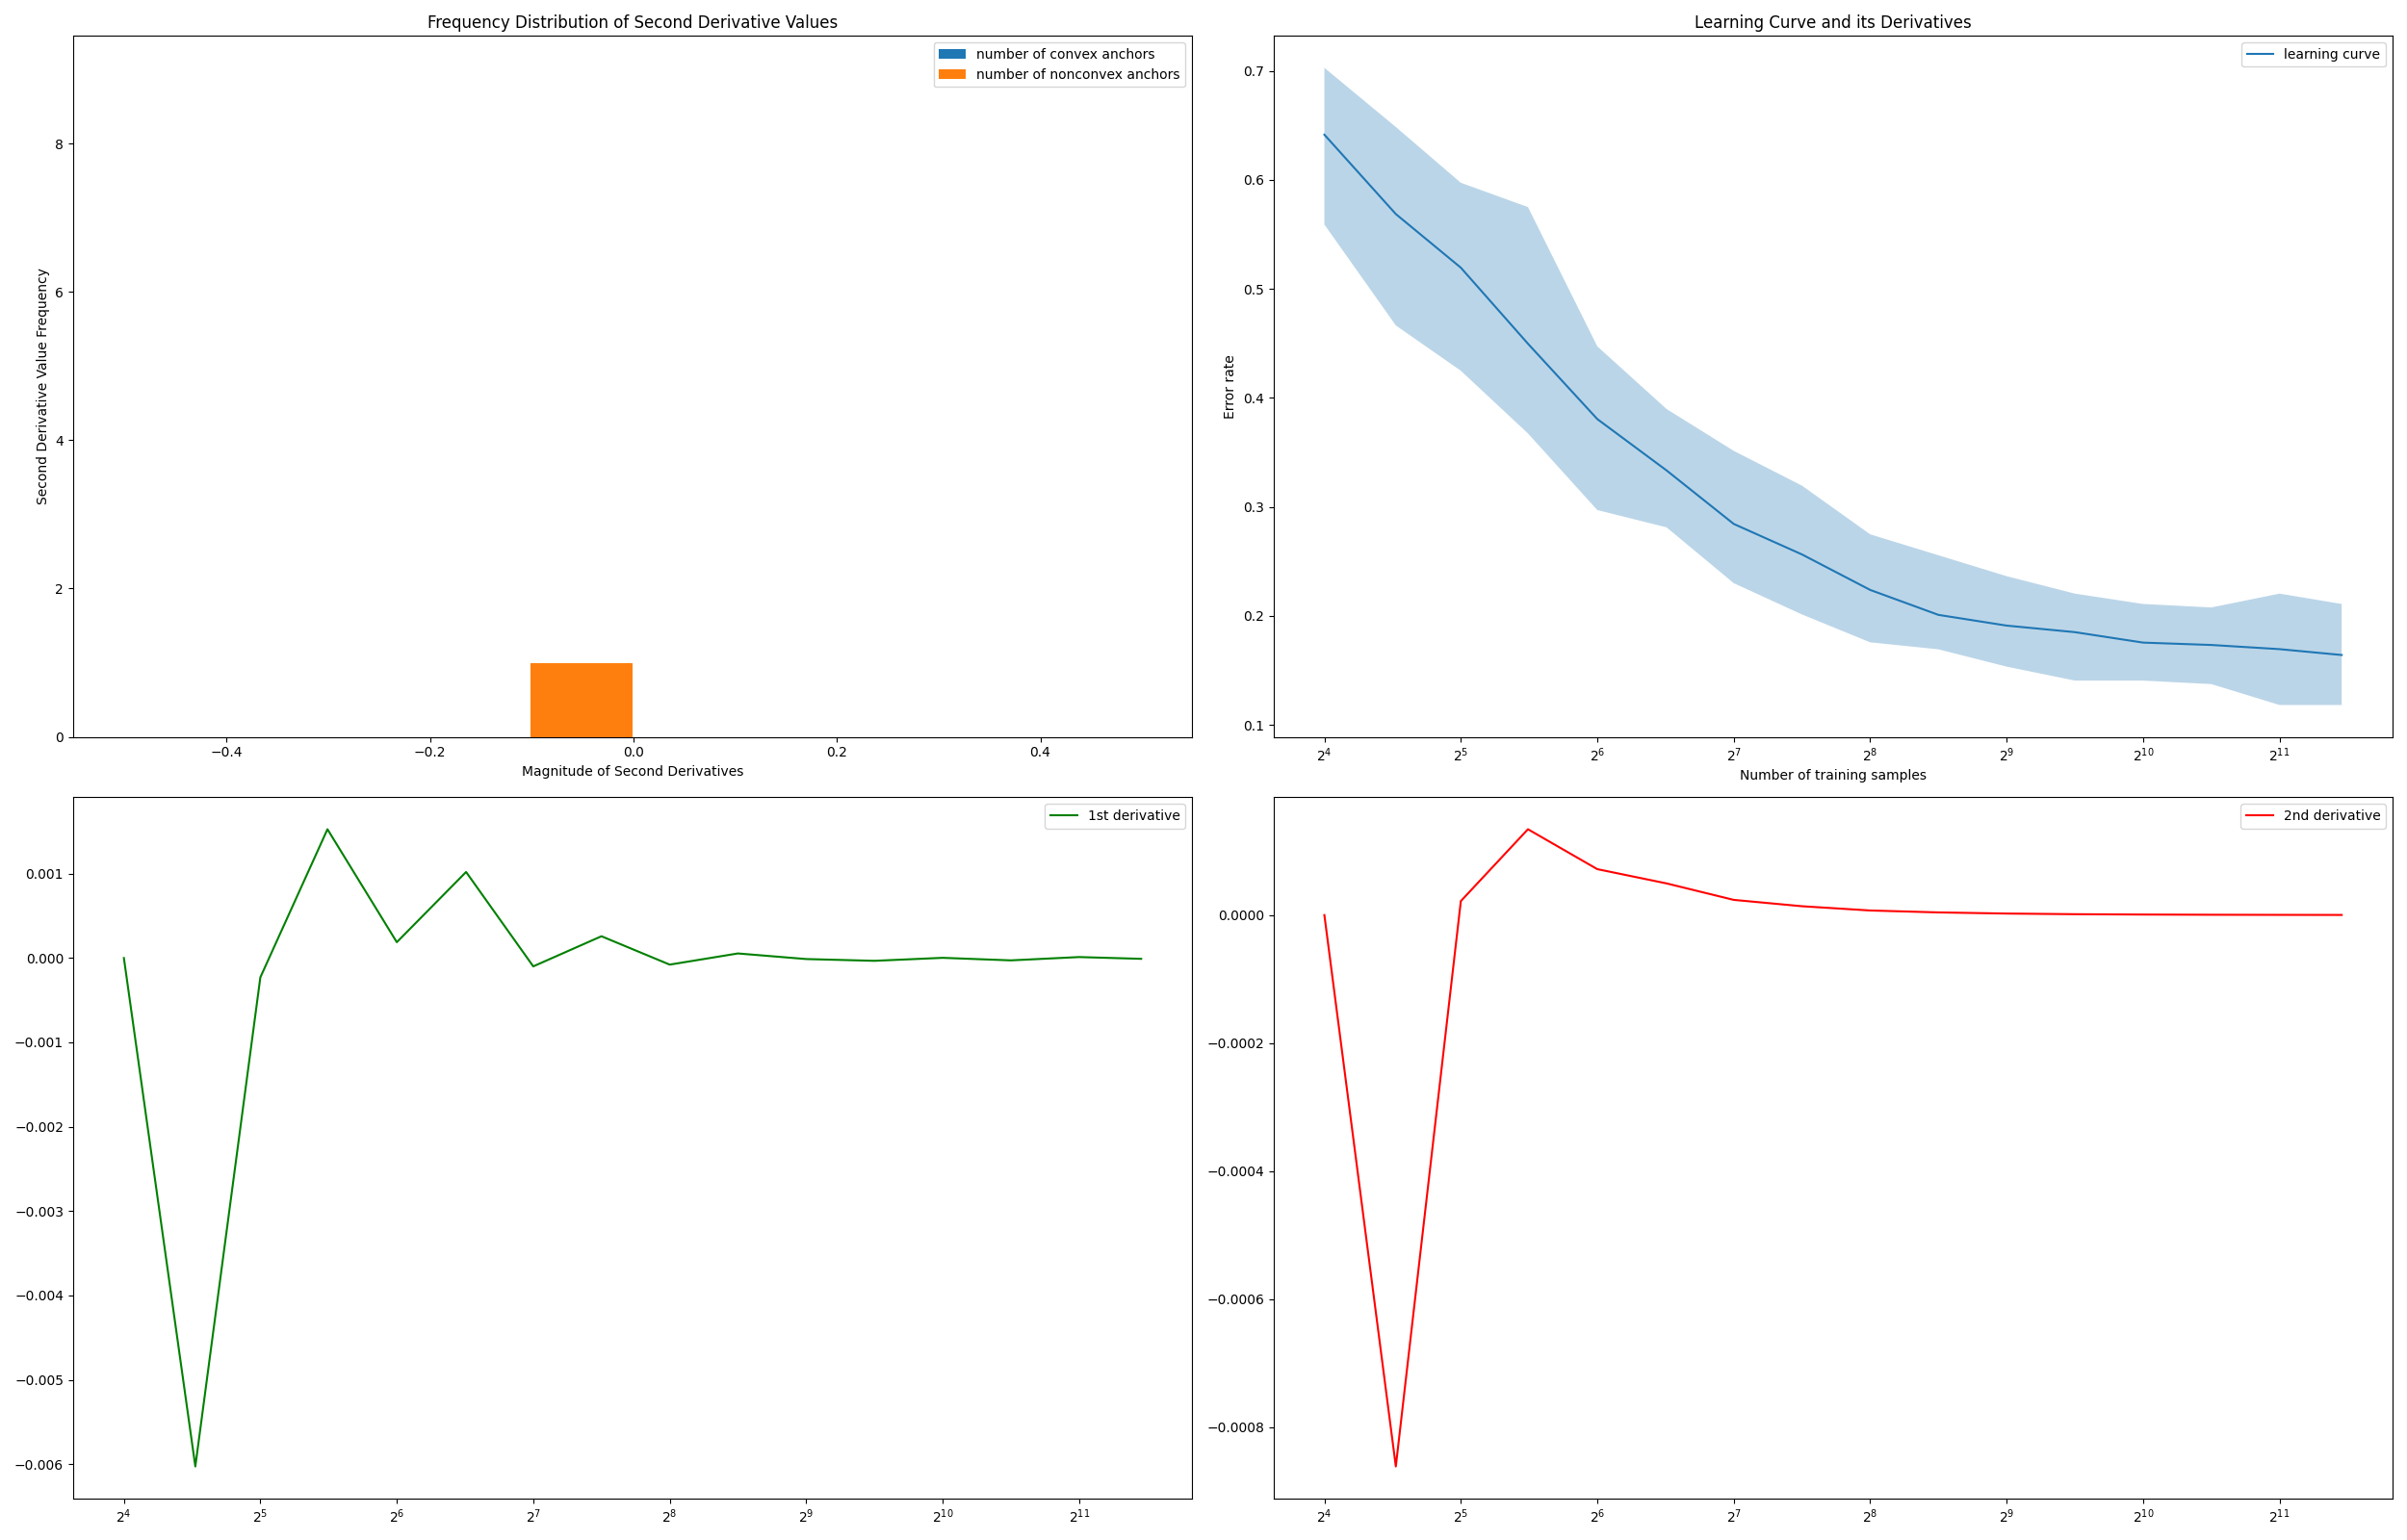 Frequency Distribution of Second Derivative Values
number of convex anchors
number of nonconvex anchors
Second Derivative Value Frequency
8
6
4
2
0
−0.4 −0.2 0.0 0.2 0.4
Magnitude of Second Derivatives
Learning Curve and its Derivatives
learning curve
Error rate
0.7
0.6
0.5
0.4
0.3
0.2
0.1
2⁴ 2⁵ 2⁶ 2⁷ 2⁸ 2⁹ 2¹⁰ 2¹¹
Number of training samples
1st derivative
0.001
0.000
−0.001
−0.002
−0.003
−0.004
−0.005
−0.006
2⁴ 2⁵ 2⁶ 2⁷ 2⁸ 2⁹ 2¹⁰ 2¹¹
2nd derivative
0.0000
−0.0002
−0.0004
−0.0006
−0.0008
2⁴ 2⁵ 2⁶ 2⁷ 2⁸ 2⁹ 2¹⁰ 2¹¹